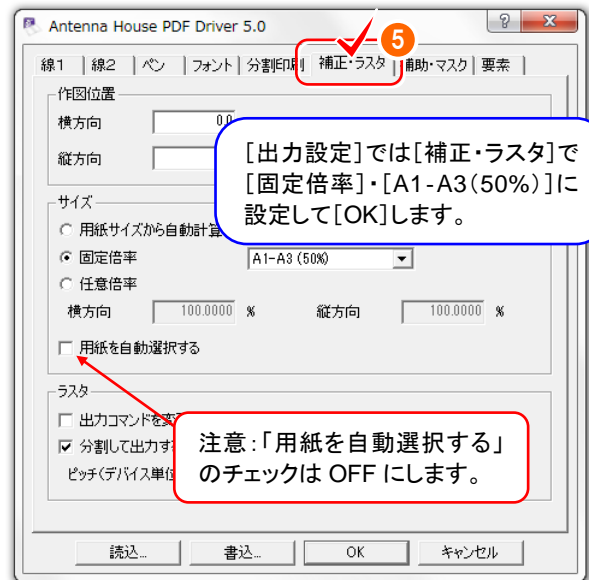 Antenna House PDF Driver 5.0
5
線1 線2 ペン フォント 分割印刷 補正・ラスタ 補助・マスク 要素
作図位置
横方向 0.0
縦方向
[出力設定]では[補正・ラスタ]で
[固定倍率]・[A1-A3(50%)]に
設定して[OK]します。
サイズ
用紙サイズから自動計算
固定倍率 A1-A3 (50%)
任意倍率
横方向 100.0000 % 縦方向 100.0000 %
用紙を自動選択する
ラスタ
出力コマンドを変
分割して出力す
ピッチ(デバイス単位
注意:「用紙を自動選択する」
のチェックは OFF にします。
読込... 書込... OK キャンセル